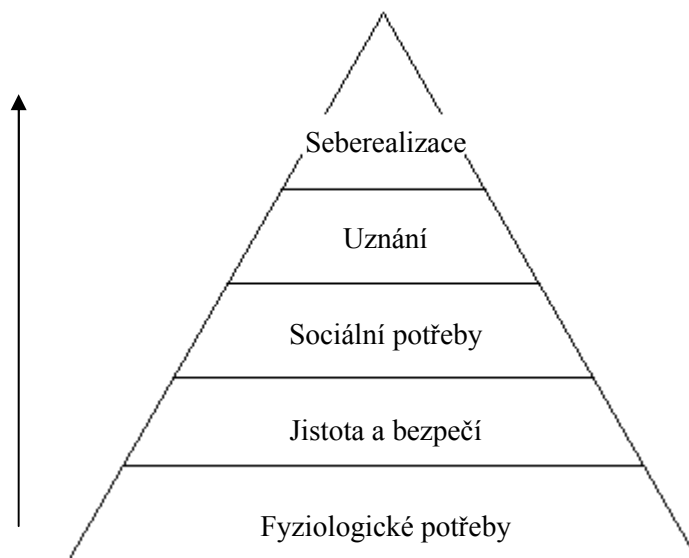 Seberealizace
Uznání
Sociální potřeby
Jistota a bezpečí
Fyziologické potřeby